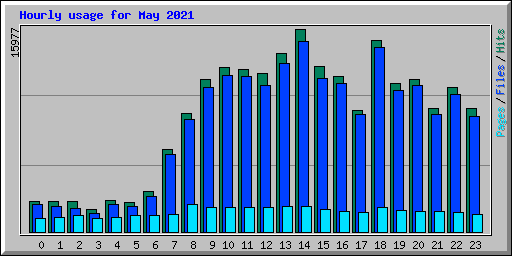 Hourly usage for May 2021
15977
Pages/Files/Hits
0 1 2 3 4 5 6 7 8 9 10 11 12 13 14 15 16 17 18 19 20 21 22 23